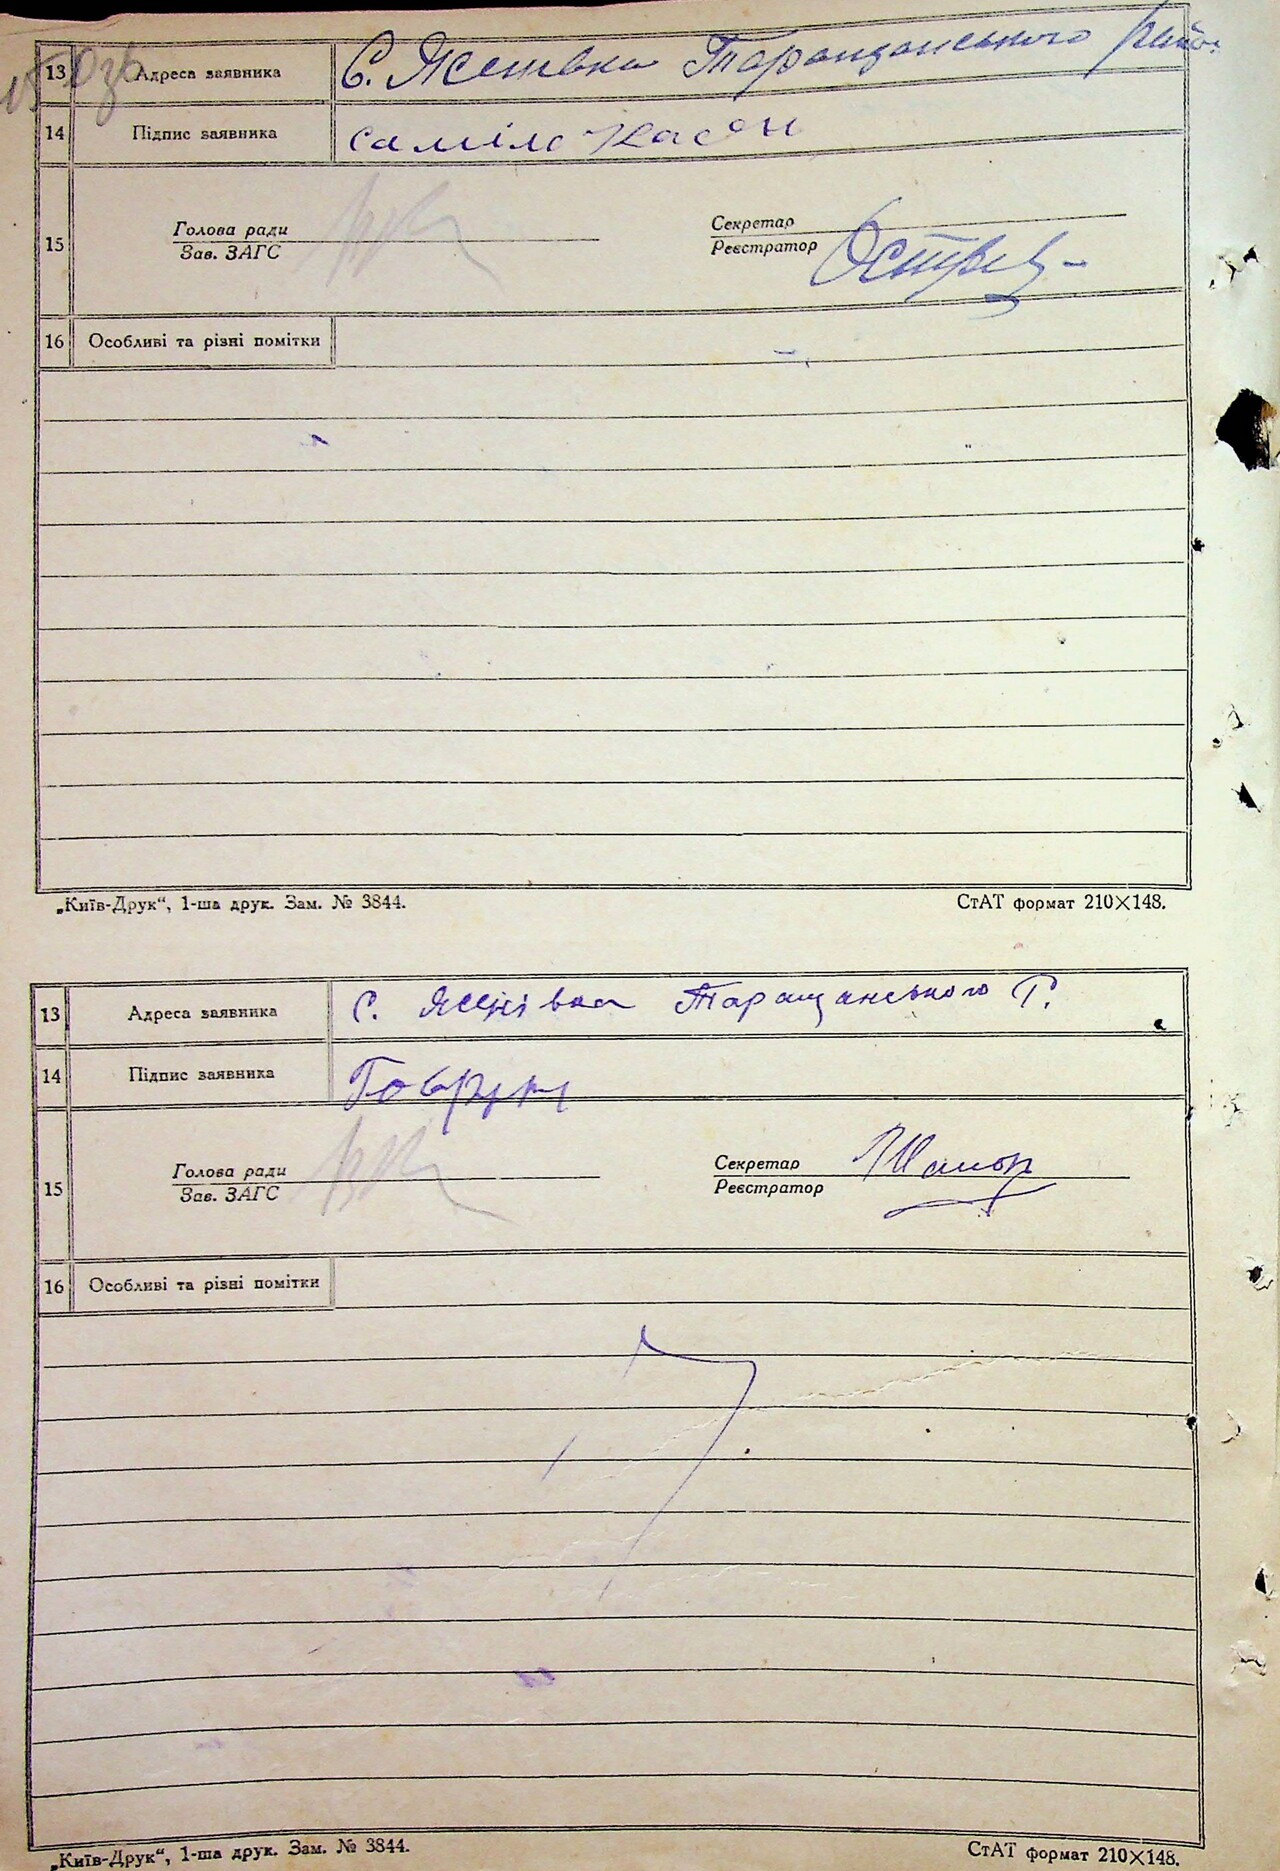 13 Адреса заявника С. Ясенівка Таращанського район.
14 Підпис заявника Саміло Касян
15 Голова ради
Зав. ЗАГС
Секретар
Реєстратор
16 Особливі та різні помітки
„Київ-Друк“, 1-ша друк. Зам. № 3844. СтАТ формат 210×148.
13 Адреса заявника С. Ясенівка Таращанського Р.
14 Підпис заявника
15 Голова ради
Зав. ЗАГС
Секретар
Реєстратор
16 Особливі та різні помітки
„Київ-Друк“, 1-ша друк. Зам. № 3844. СтАТ формат 210×148.